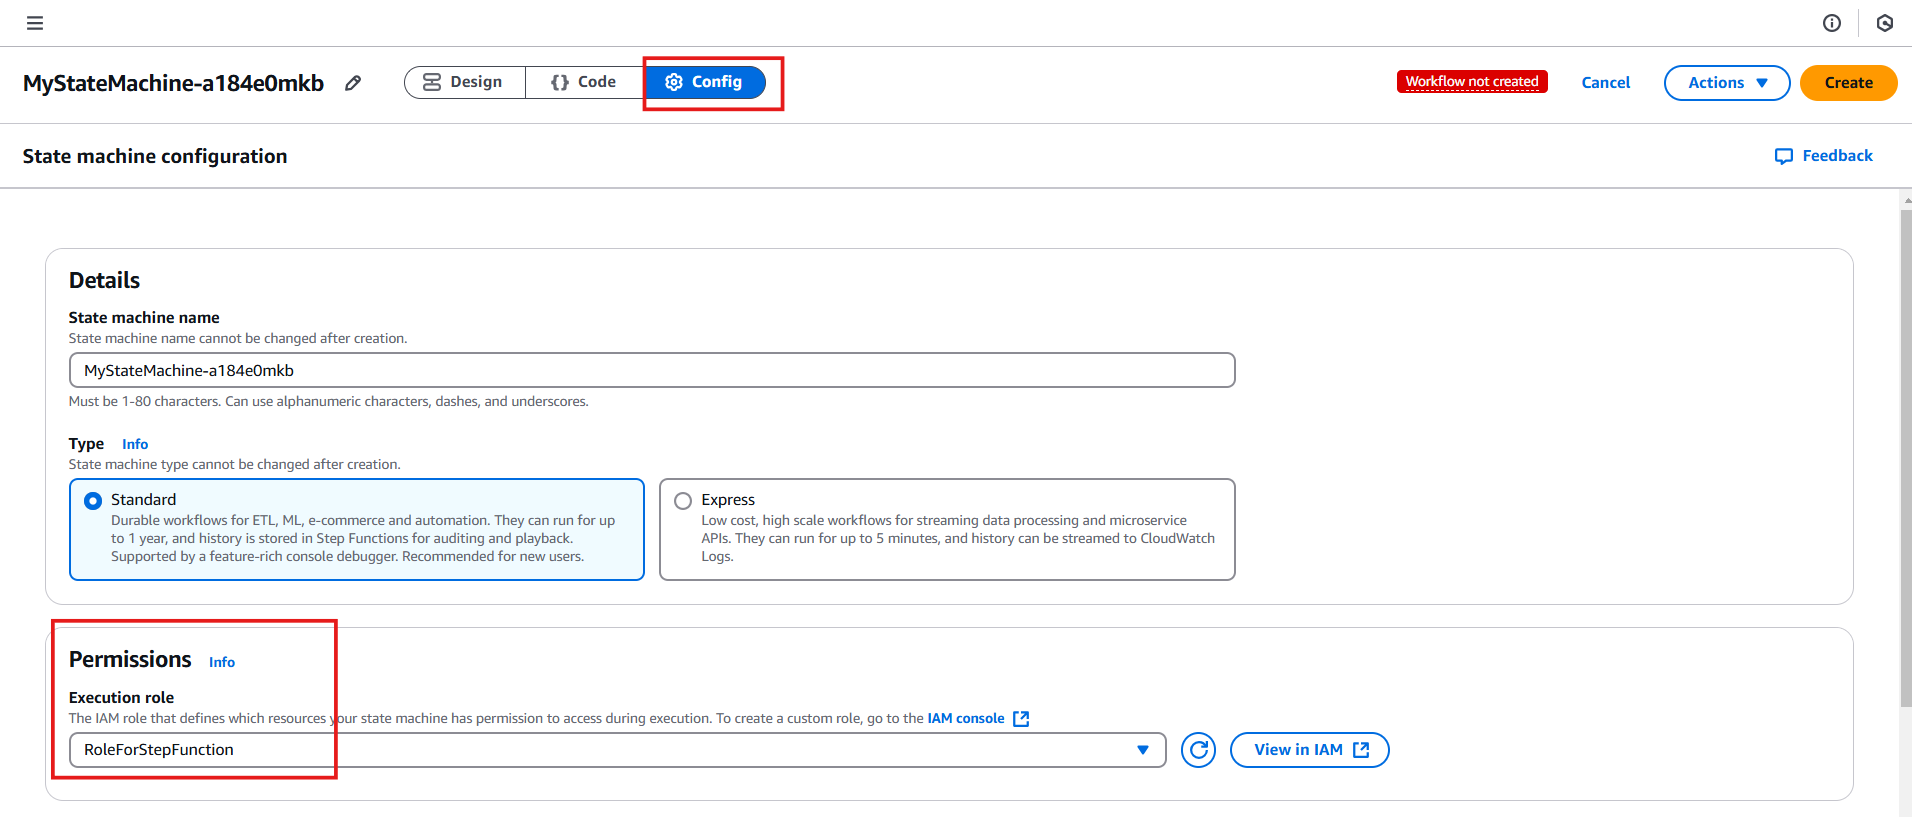 MyStateMachine-a184e0mkb
Design
{} Code
Config
Workflow not created
Cancel
Actions
Create
State machine configuration
Feedback
Details
State machine name
State machine name cannot be changed after creation.
MyStateMachine-a184e0mkb
Must be 1-80 characters. Can use alphanumeric characters, dashes, and underscores.
Type Info
State machine type cannot be changed after creation.
Standard
Durable workflows for ETL, ML, e-commerce and automation. They can run for up
to 1 year, and history is stored in Step Functions for auditing and playback.
Supported by a feature-rich console debugger. Recommended for new users.
Express
Low cost, high scale workflows for streaming data processing and microservice
APIs. They can run for up to 5 minutes, and history can be streamed to CloudWatch
Logs.
Permissions Info
Execution role
The IAM role that defines which resources your state machine has permission to access during execution. To create a custom role, go to the IAM console
RoleForStepFunction
View in IAM